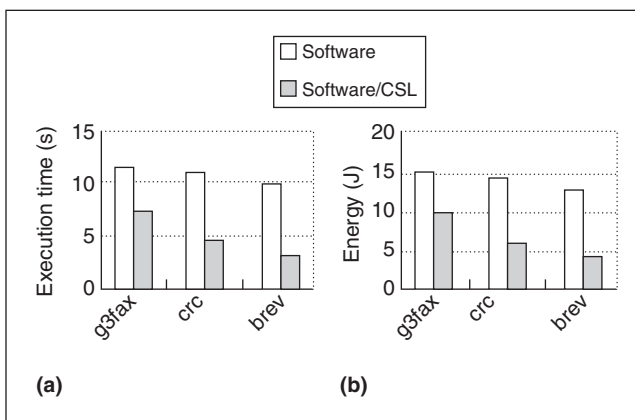 Software
Software/CSL
Execution time (s)
15
10
5
0
g3fax
crc
brev
(a)
Energy (J)
20
15
10
5
0
g3fax
crc
brev
(b)